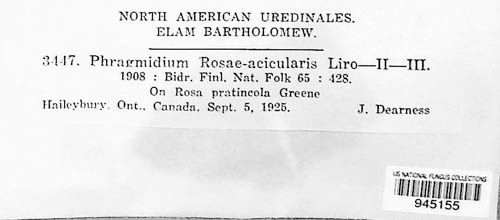 NORTH AMERICAN UREDINALES.
ELAM BARTHOLOMEW.
3447. Phragmidium Rosae-acicularis Liro—II—III.
1908 : Bidr. Finl. Nat. Folk 65 : 428.
On Rosa pratincola Greene
Haileybury, Ont., Canada, Sept. 5, 1925. J. Dearness
US NATIONAL FUNGUS COLLECTIONS
945155